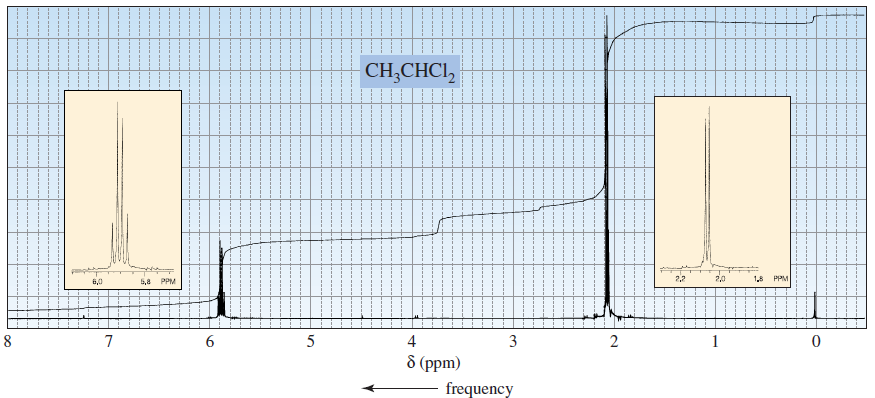 CH₃CHCl₂
6.0 5.8 PPM
2.2 2.0 1.8 PPM
8 7 6 5 4 3 2 1 0
δ (ppm)
frequency